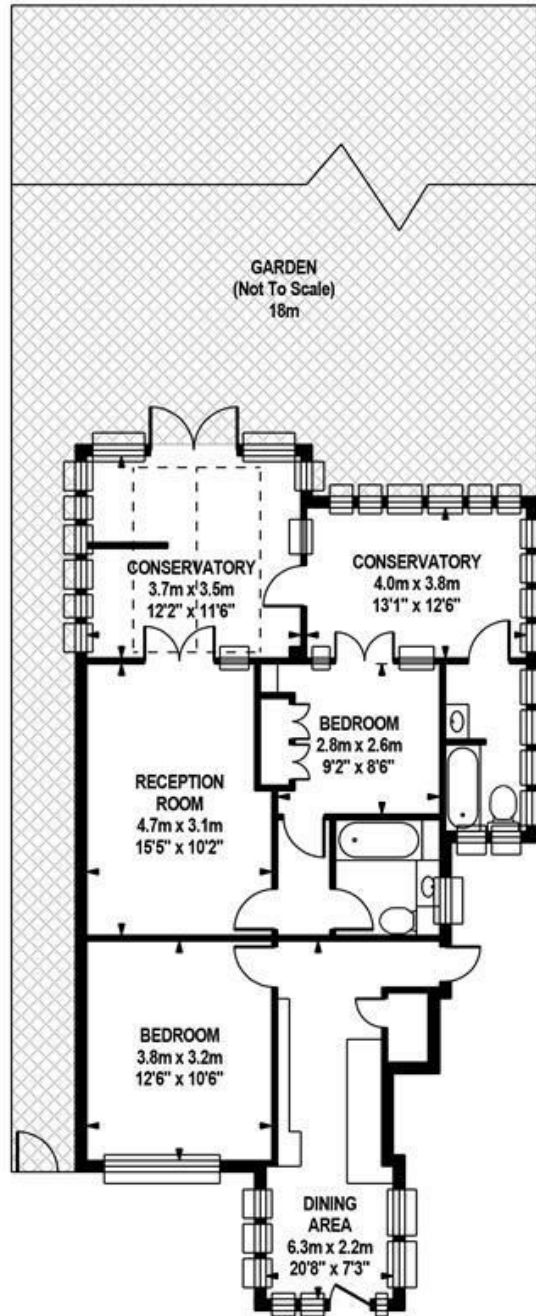 GARDEN
(Not To Scale)
18m
CONSERVATORY
3.7m x 3.5m
12'2" x 11'6"
CONSERVATORY
4.0m x 3.8m
13'1" x 12'6"
BEDROOM
2.8m x 2.6m
9'2" x 8'6"
RECEPTION
ROOM
4.7m x 3.1m
15'5" x 10'2"
BEDROOM
3.8m x 3.2m
12'6" x 10'6"
DINING
AREA
6.3m x 2.2m
20'8" x 7'3"